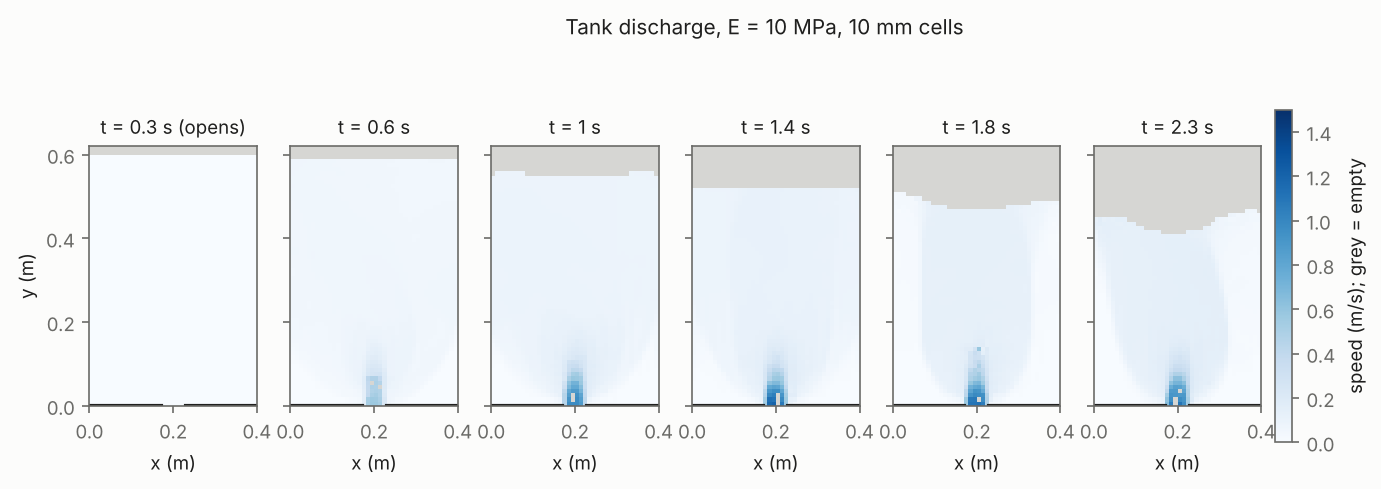 Tank discharge, E = 10 MPa, 10 mm cells
t = 0.3 s (opens)
t = 0.6 s
t = 1 s
t = 1.4 s
t = 1.8 s
t = 2.3 s
y (m)
0.6
0.4
0.2
0.0
0.0 0.2 0.4
0.0 0.2 0.4
0.0 0.2 0.4
0.0 0.2 0.4
0.0 0.2 0.4
0.0 0.2 0.4
x (m)
x (m)
x (m)
x (m)
x (m)
x (m)
1.4
1.2
1.0
0.8
0.6
0.4
0.2
0.0
speed (m/s); grey = empty